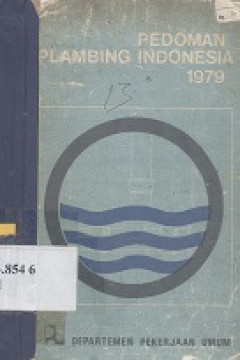 PEDOMAN
PLAMBING INDONESIA
1979
13
.854 6
DEPARTEMEN PEKERJAAN UMUM